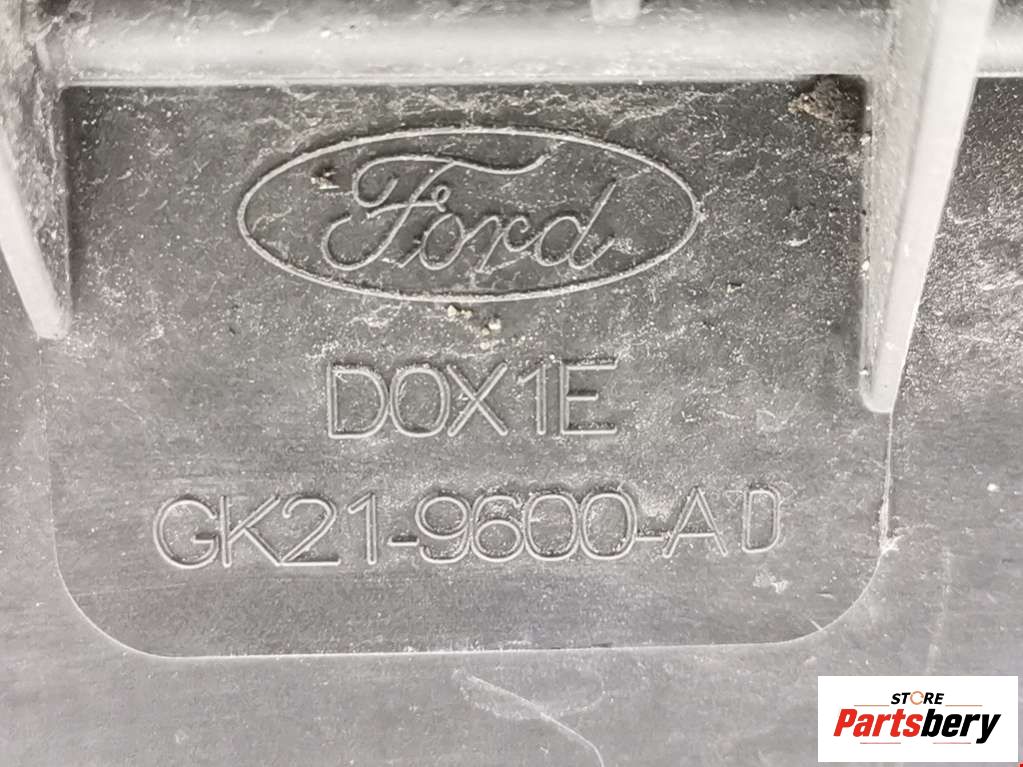 Ford
D0X1E
GK21-9600-AD
STORE
Partsbery